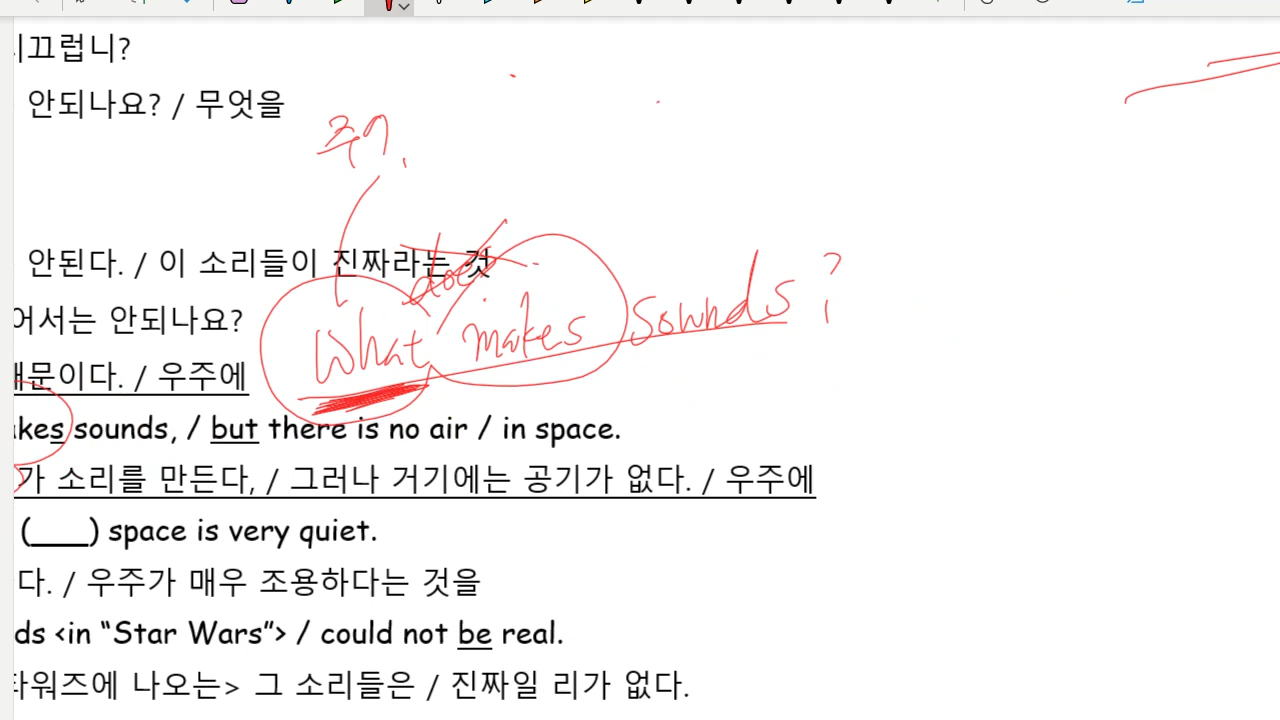 끄럽니?
안되나요? / 무엇을
주어
안된다. / 이 소리들이 진짜라는 것
does
What makes sounds?
어서는 안되나요?
때문이다. / 우주에
kes sounds, / but there is no air / in space.
가 소리를 만든다, / 그러나 거기에는 공기가 없다. / 우주에
(___) space is very quiet.
다. / 우주가 매우 조용하다는 것을
ds <in “Star Wars”> / could not be real.
타워즈에 나오는> 그 소리들은 / 진짜일 리가 없다.